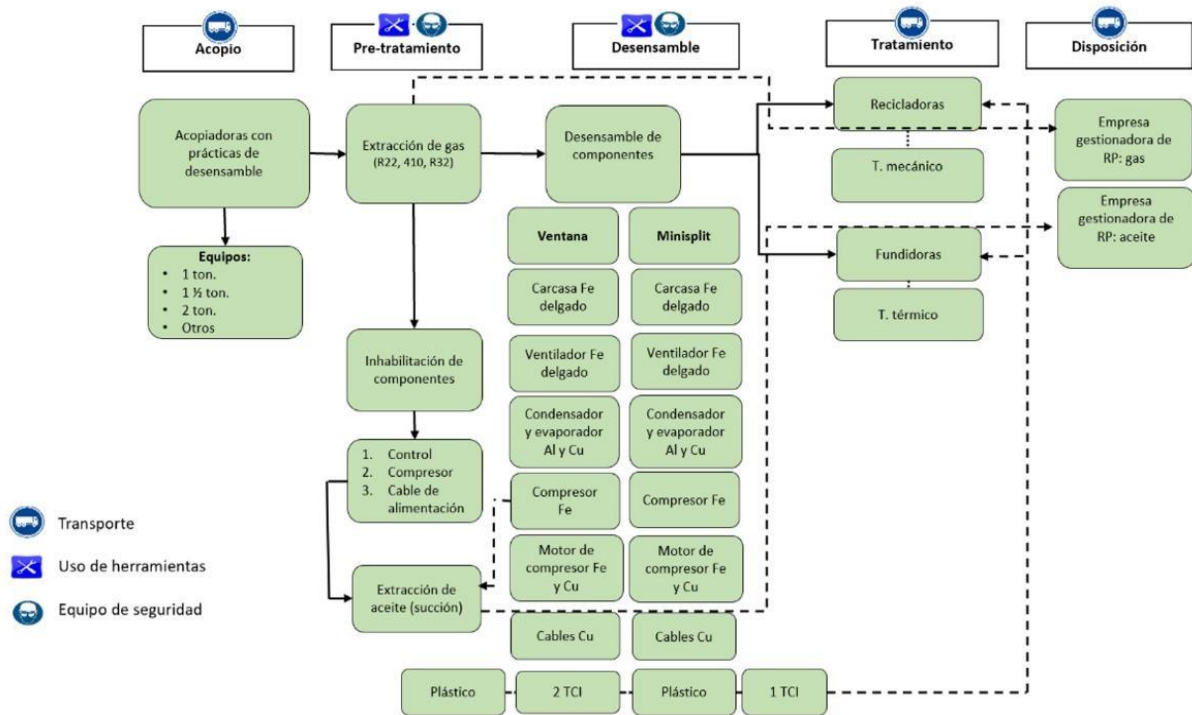 Acopio
Pre-tratamiento
Desensamble
Tratamiento
Disposición
Acopiadoras con
prácticas de
desensamble
Equipos:
• 1 ton.
• 1 ½ ton.
• 2 ton.
• Otros
Extracción de gas
(R22, 410, R32)
Inhabilitación de
componentes
1. Control
2. Compresor
3. Cable de
alimentación
Extracción de
aceite (succión)
Desensamble de
componentes
Ventana
Carcasa Fe
delgado
Ventilador Fe
delgado
Condensador
y evaporador
Al y Cu
Compresor
Fe
Motor de
compresor Fe
y Cu
Cables Cu
Minisplit
Carcasa Fe
delgado
Ventilador Fe
delgado
Condensador
y evaporador
Al y Cu
Compresor Fe
Motor de
compresor Fe
y Cu
Cables Cu
Plástico
2 TCI
Plástico
1 TCI
Recicladoras
T. mecánico
Fundidoras
T. térmico
Empresa
gestionadora de
RP: gas
Empresa
gestionadora de
RP: aceite
Transporte
Uso de herramientas
Equipo de seguridad